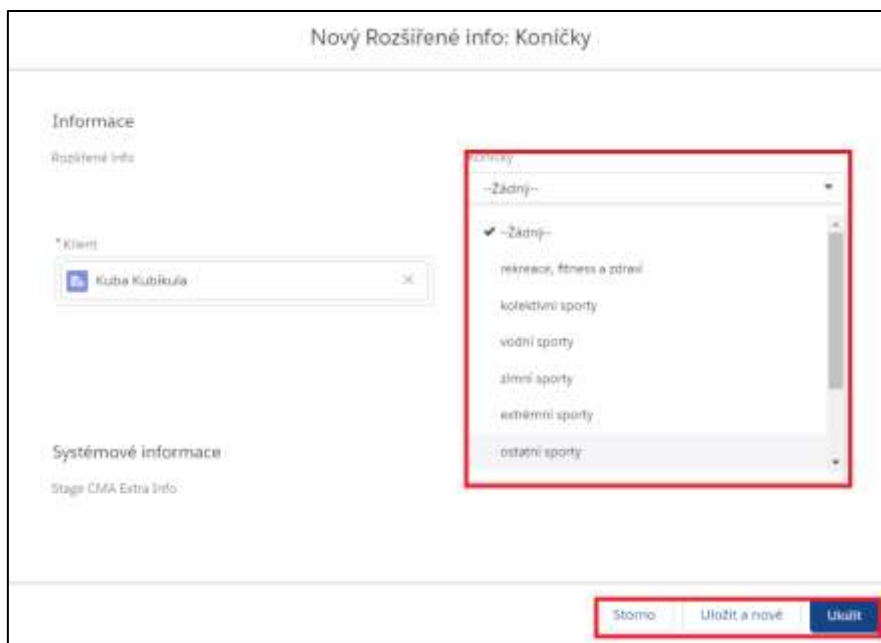 Nový Rozšiřené info: Koníčky
Informace
Rozšířené info
Koníčky
--Žádný--
--Žádný--
rekreace, fitness a zdraví
kolektivní sporty
vodní sporty
zimní sporty
extrémní sporty
ostatní sporty
*Klient
Kuba Kubikula
Systémové informace
Stage CMA Extra Info
Storno
Uložit a nové
Uložit